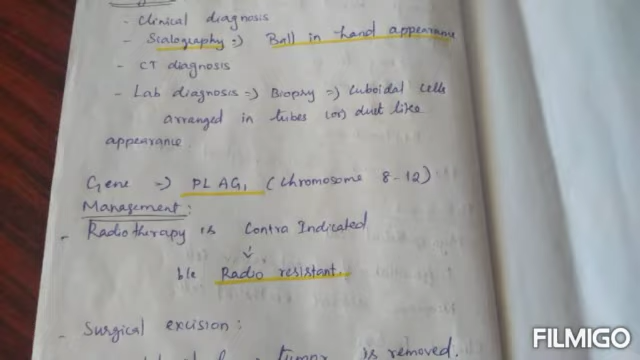 - Clinical diagnosis
- Sialography => Ball in hand appearance
- CT diagnosis
- Lab diagnosis => Biopsy => Cuboidal cells
arranged in tubes (or) duct like
appearance.
Gene => PLAG1 (Chromosome 8-12)
Management:
- Radiotherapy is Contra Indicated
b/c Radio resistant.
- Surgical excision:
tumor is removed.
FILMIGO